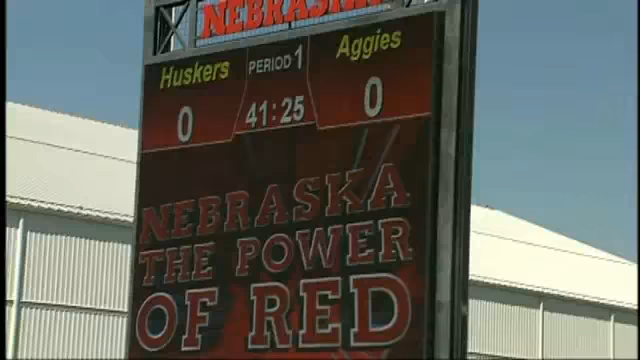 NEBRASKA
Huskers PERIOD 1 Aggies
0 41:25 0
NEBRASKA
THE POWER
OF RED